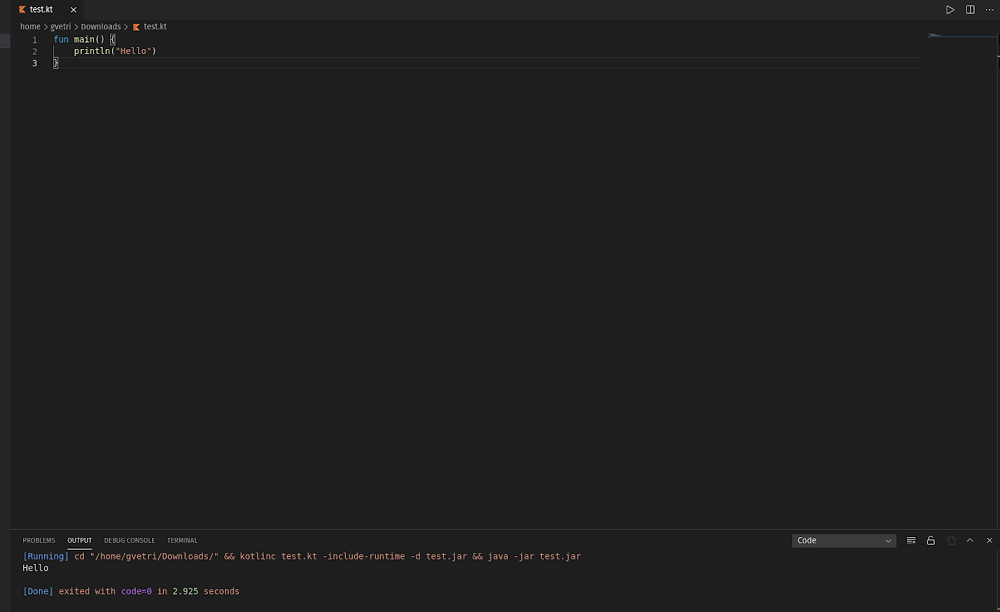 test.kt
home > gvetri > Downloads > test.kt
1 fun main() {
2     println("Hello")
3 }
PROBLEMS OUTPUT DEBUG CONSOLE TERMINAL Code
[Running] cd "/home/gvetri/Downloads/" && kotlinc test.kt -include-runtime -d test.jar && java -jar test.jar
Hello
[Done] exited with code=0 in 2.925 seconds